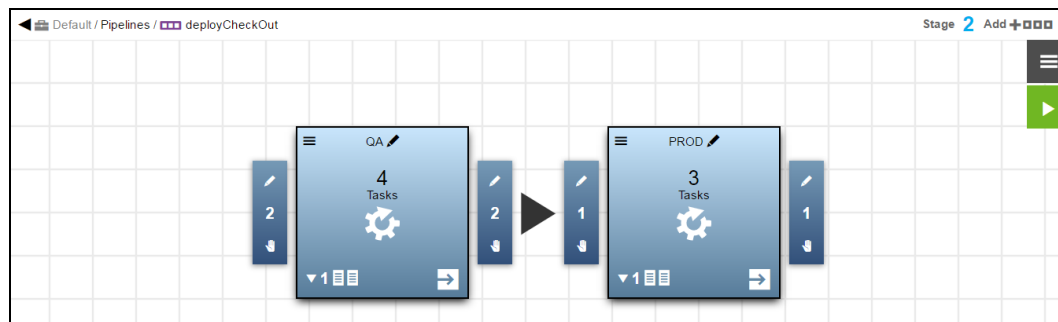 Default / Pipelines / deployCheckOut
Stage 2 Add
QA
PROD
4
Tasks
3
Tasks
2
2
1
1
1
1